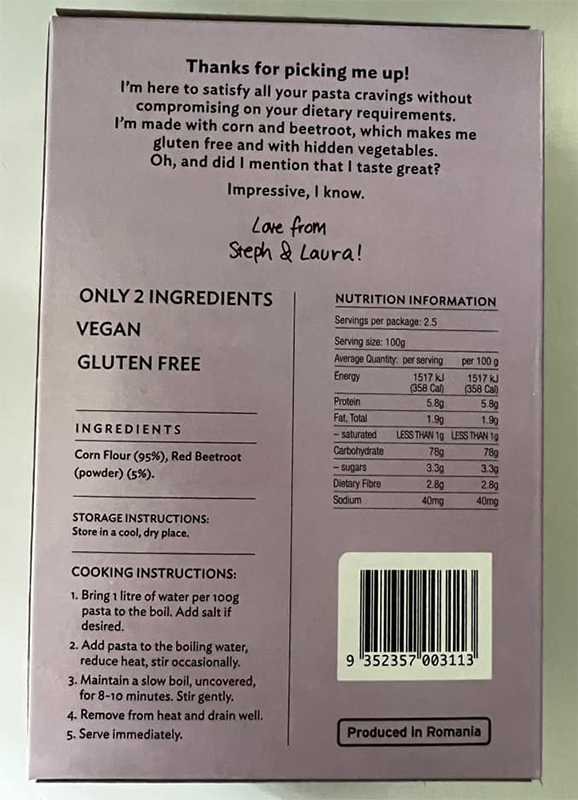 Thanks for picking me up!
I'm here to satisfy all your pasta cravings without
compromising on your dietary requirements.
I'm made with corn and beetroot, which makes me
gluten free and with hidden vegetables.
Oh, and did I mention that I taste great?
Impressive, I know.
Love from
Steph & Laura!
ONLY 2 INGREDIENTS
VEGAN
GLUTEN FREE
INGREDIENTS
Corn Flour (95%), Red Beetroot
(powder) (5%).
STORAGE INSTRUCTIONS:
Store in a cool, dry place.
COOKING INSTRUCTIONS:
1. Bring 1 litre of water per 100g
pasta to the boil. Add salt if
desired.
2. Add pasta to the boiling water,
reduce heat, stir occasionally.
3. Maintain a slow boil, uncovered,
for 8-10 minutes. Stir gently.
4. Remove from heat and drain well.
5. Serve immediately.
NUTRITION INFORMATION
Servings per package: 2.5
Serving size: 100g
Average Quantity: per serving per 100 g
Energy 1517 kJ 1517 kJ
(358 Cal) (358 Cal)
Protein 5.8g 5.8g
Fat, Total 1.9g 1.9g
– saturated LESS THAN 1g LESS THAN 1g
Carbohydrate 78g 78g
– sugars 3.3g 3.3g
Dietary Fibre 2.8g 2.8g
Sodium 40mg 40mg
9 352357 003113
Produced in Romania